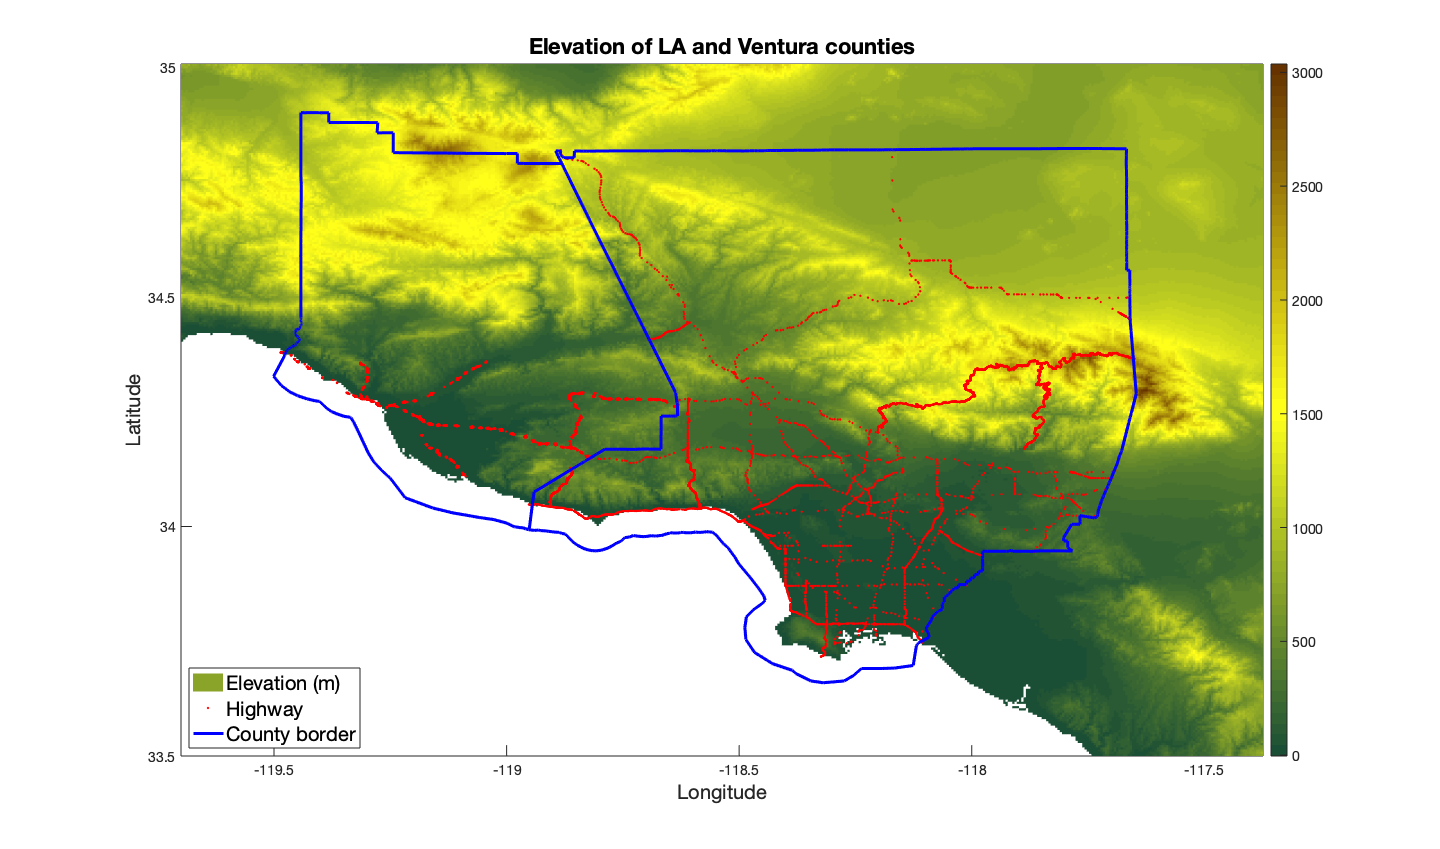 Elevation of LA and Ventura counties
35
34.5
34
33.5
Latitude
-119.5
-119
-118.5
-118
-117.5
Longitude
Elevation (m)
Highway
County border
3000
2500
2000
1500
1000
500
0